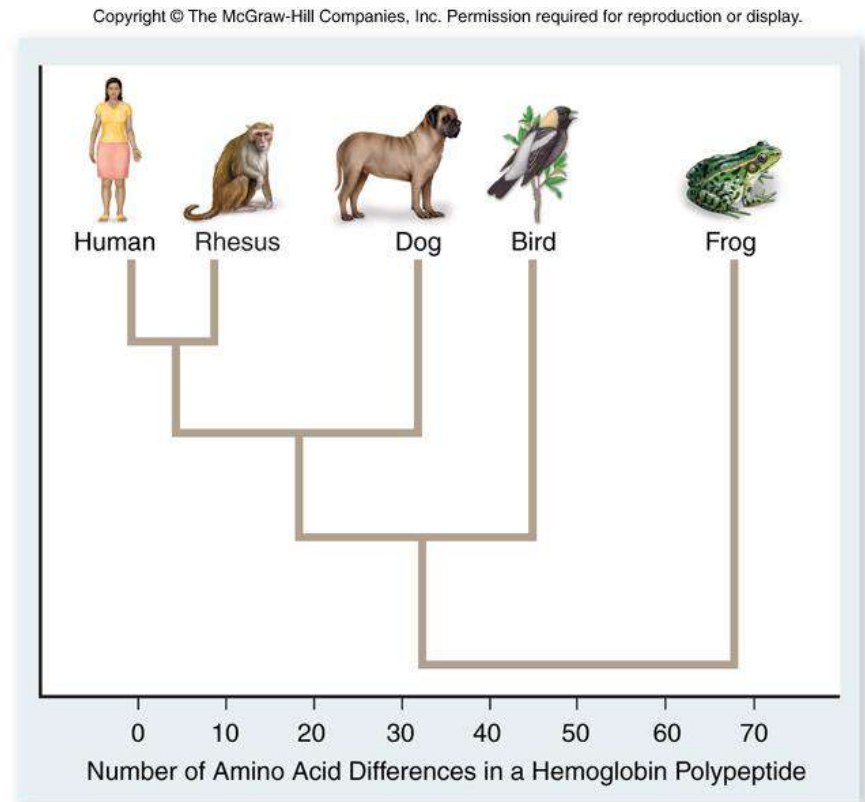 Copyright © The McGraw-Hill Companies, Inc. Permission required for reproduction or display.
Human Rhesus Dog Bird Frog
0 10 20 30 40 50 60 70
Number of Amino Acid Differences in a Hemoglobin Polypeptide